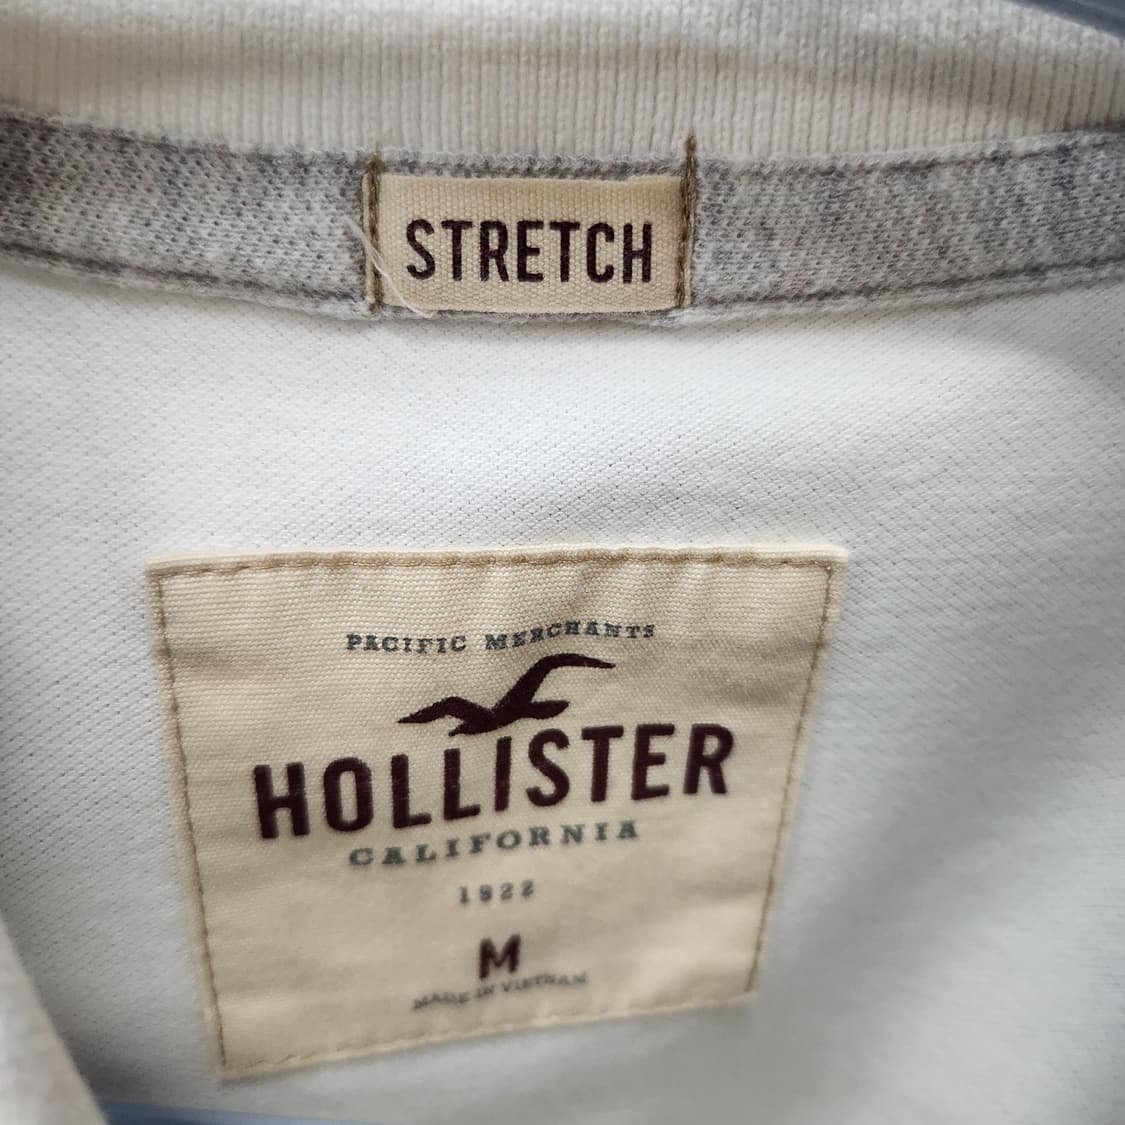 STRETCH
PACIFIC MERCHANTS
HOLLISTER
CALIFORNIA
1922
M
MADE IN VIETNAM